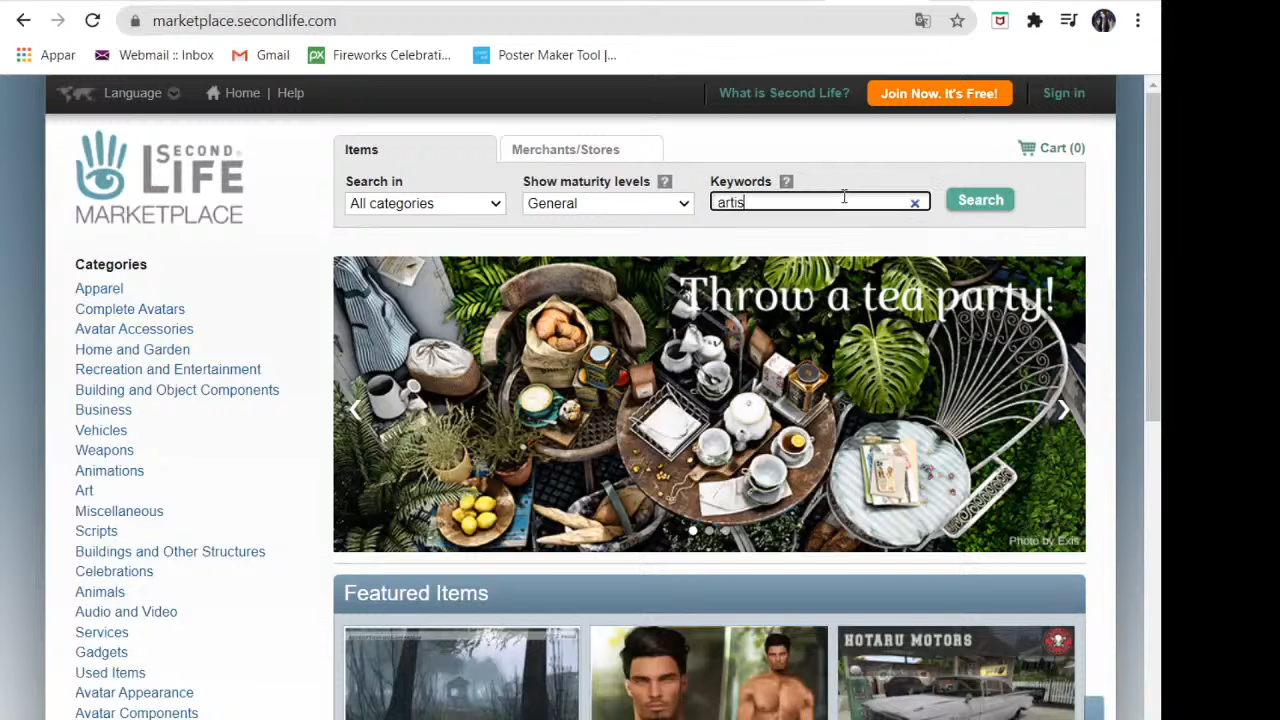 marketplace.secondlife.com
Appar
Webmail :: Inbox
Gmail
Fireworks Celebrati...
Poster Maker Tool |...
Language
Home | Help
What is Second Life?
Join Now. It's Free!
Sign in
SECOND
LIFE
MARKETPLACE
Items
Merchants/Stores
Cart (0)
Search in
Show maturity levels ?
Keywords ?
All categories
General
artis
Search
Categories
Apparel
Complete Avatars
Avatar Accessories
Home and Garden
Recreation and Entertainment
Building and Object Components
Business
Vehicles
Weapons
Animations
Art
Miscellaneous
Scripts
Buildings and Other Structures
Celebrations
Animals
Audio and Video
Services
Gadgets
Used Items
Avatar Appearance
Avatar Components
Throw a tea party!
Photo by Exis
Featured Items
HOTARU MOTORS